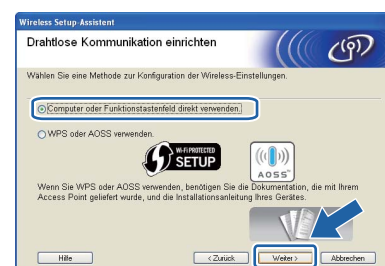 Wireless Setup-Assistent
Drahtlose Kommunikation einrichten
Wählen Sie eine Methode zur Konfiguration der Wireless-Einstellungen.
Computer oder Funktionstastenfeld direkt verwenden.
WPS oder AOSS verwenden.
Wi-Fi PROTECTED
SETUP
AOSS
Wenn Sie WPS oder AOSS verwenden, benötigen Sie die Dokumentation, die mit Ihrem
Access Point geliefert wurde, und die Installationsanleitung Ihres Gerätes.
Hilfe
< Zurück
Weiter >
Abbrechen